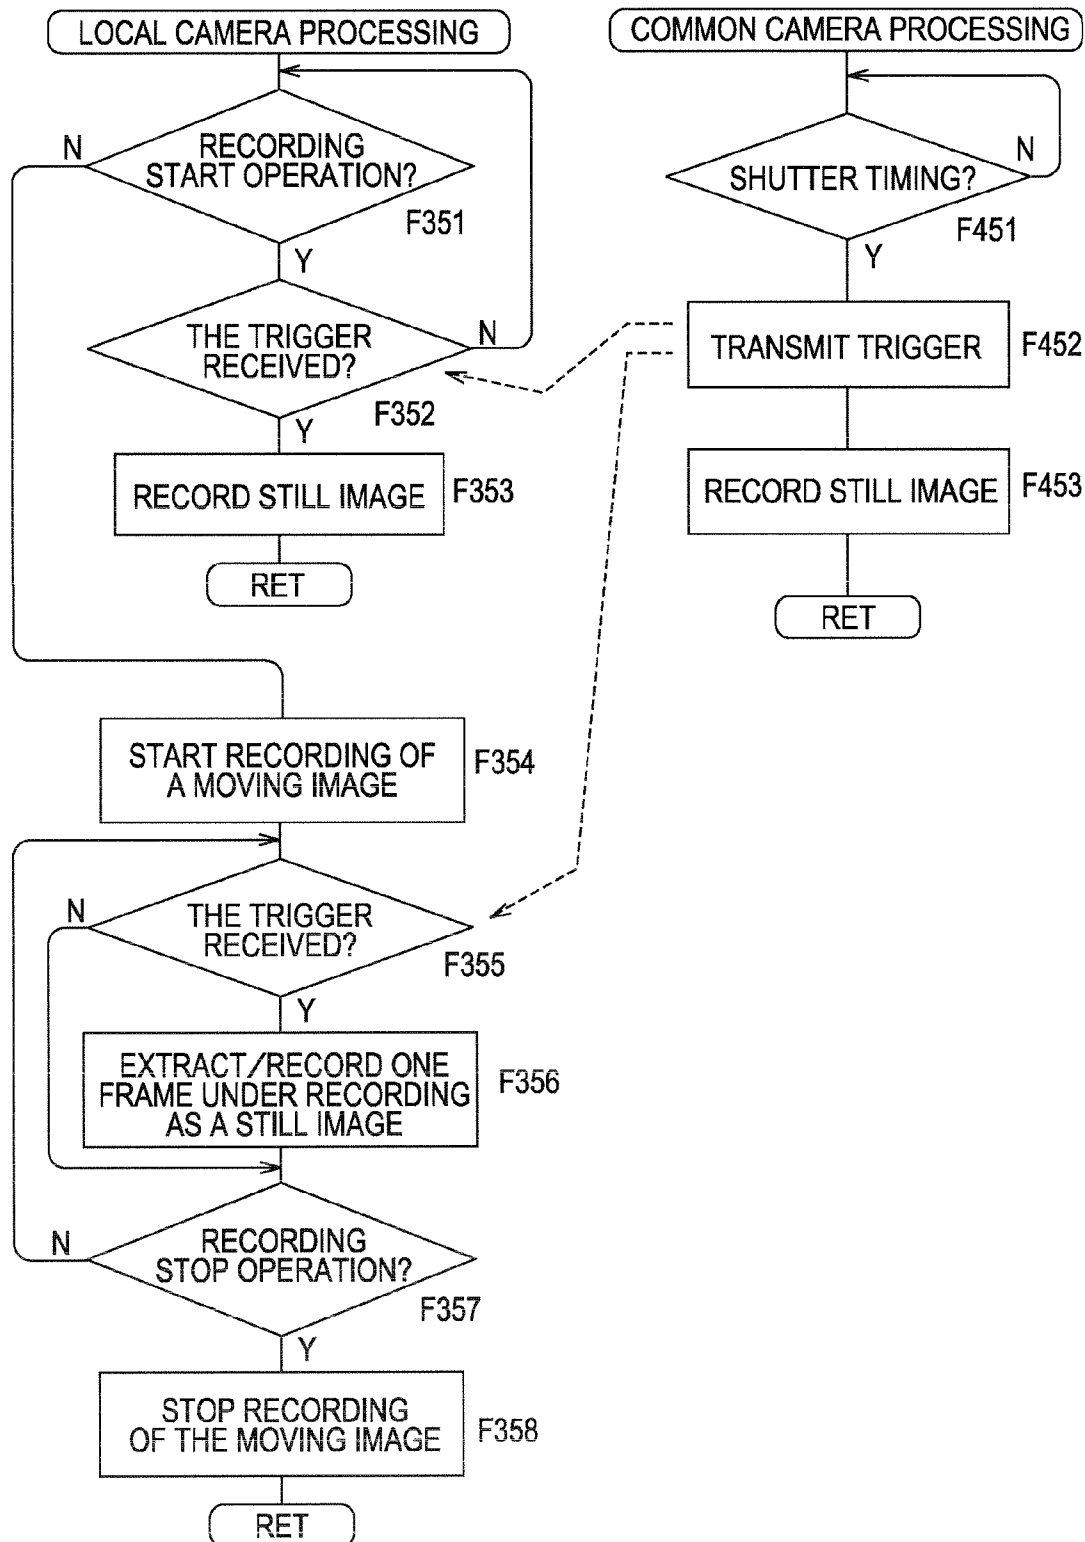 LOCAL CAMERA PROCESSING
N
RECORDING
START OPERATION?
F351
Y
THE TRIGGER
RECEIVED?
N
F352
Y
RECORD STILL IMAGE
F353
RET
START RECORDING OF
A MOVING IMAGE
F354
N
THE TRIGGER
RECEIVED?
F355
Y
EXTRACT/RECORD ONE
FRAME UNDER RECORDING
AS A STILL IMAGE
F356
N
RECORDING
STOP OPERATION?
F357
Y
STOP RECORDING
OF THE MOVING IMAGE
F358
RET
COMMON CAMERA PROCESSING
SHUTTER TIMING?
N
F451
Y
TRANSMIT TRIGGER
F452
RECORD STILL IMAGE
F453
RET